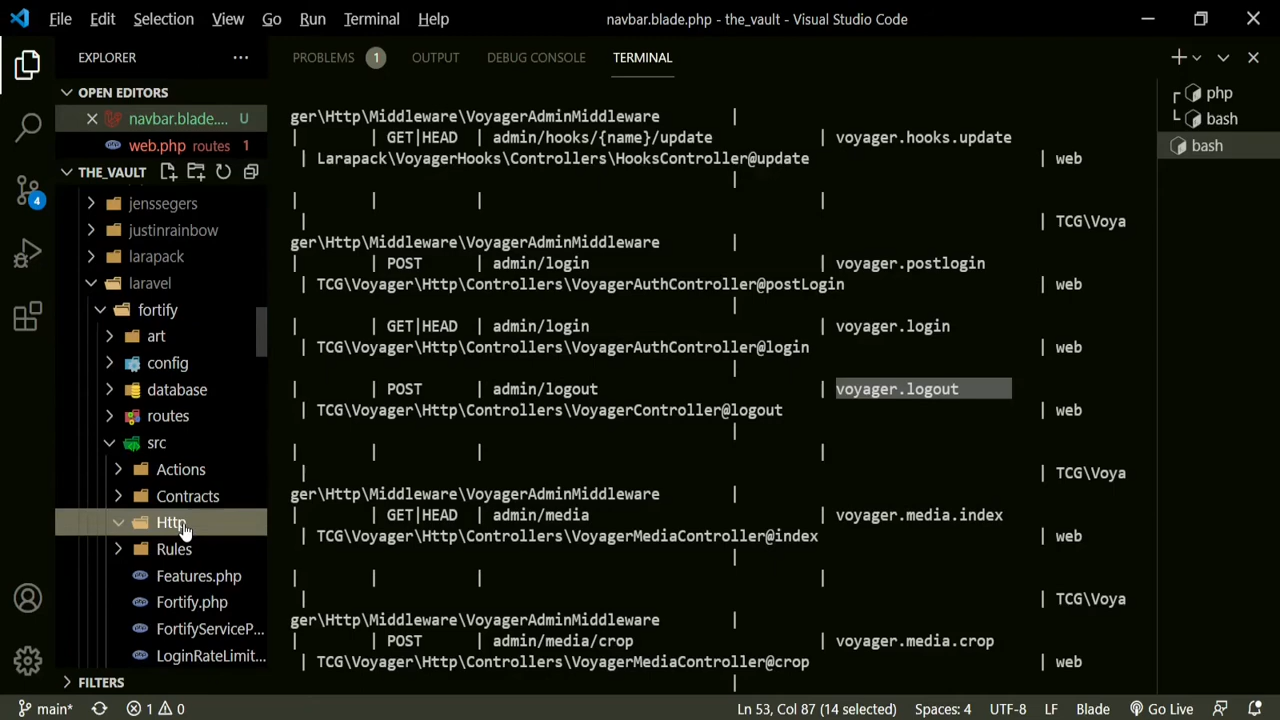 File Edit Selection View Go Run Terminal Help navbar.blade.php - the_vault - Visual Studio Code
EXPLORER
OPEN EDITORS
navbar.blade.... U
web.php routes 1
THE_VAULT
jenssegers
justinrainbow
larapack
laravel
fortify
art
config
database
routes
src
Actions
Contracts
Http
Rules
Features.php
Fortify.php
FortifyServiceP...
LoginRateLimit...
FILTERS
PROBLEMS 1 OUTPUT DEBUG CONSOLE TERMINAL
ger\Http\Middleware\VoyagerAdminMiddleware |
| | GET|HEAD | admin/hooks/{name}/update | voyager.hooks.update
| Larapack\VoyagerHooks\Controllers\HooksController@update | web
|
| | | |
| | TCG\Voya
ger\Http\Middleware\VoyagerAdminMiddleware |
| | POST | admin/login | voyager.postlogin
| TCG\Voyager\Http\Controllers\VoyagerAuthController@postLogin | web
|
| | GET|HEAD | admin/login | voyager.login
| TCG\Voyager\Http\Controllers\VoyagerAuthController@login | web
|
| | POST | admin/logout | voyager.logout
| TCG\Voyager\Http\Controllers\VoyagerController@logout | web
|
| | | |
| | TCG\Voya
ger\Http\Middleware\VoyagerAdminMiddleware |
| | GET|HEAD | admin/media | voyager.media.index
| TCG\Voyager\Http\Controllers\VoyagerMediaController@index | web
|
| | | |
| | TCG\Voya
ger\Http\Middleware\VoyagerAdminMiddleware |
| | POST | admin/media/crop | voyager.media.crop
| TCG\Voyager\Http\Controllers\VoyagerMediaController@crop | web
|
php
bash
bash
4
main* 1 0 Ln 53, Col 87 (14 selected) Spaces: 4 UTF-8 LF Blade Go Live